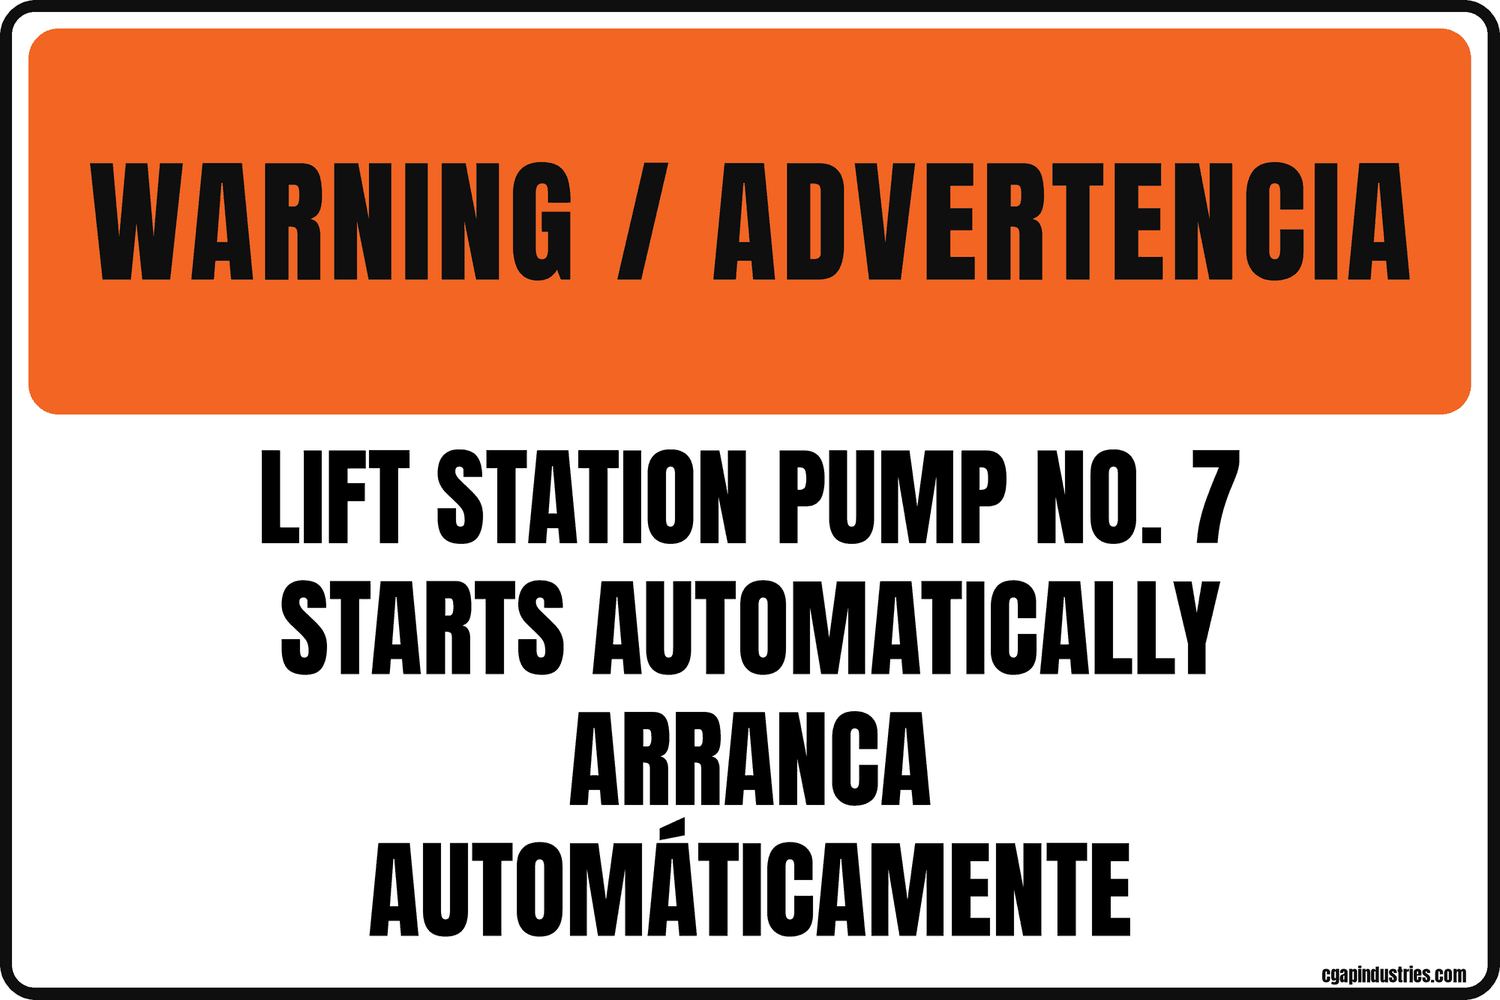 WARNING / ADVERTENCIA
LIFT STATION PUMP NO. 7
STARTS AUTOMATICALLY
ARRANCA
AUTOMÁTICAMENTE
cgapindustries.com